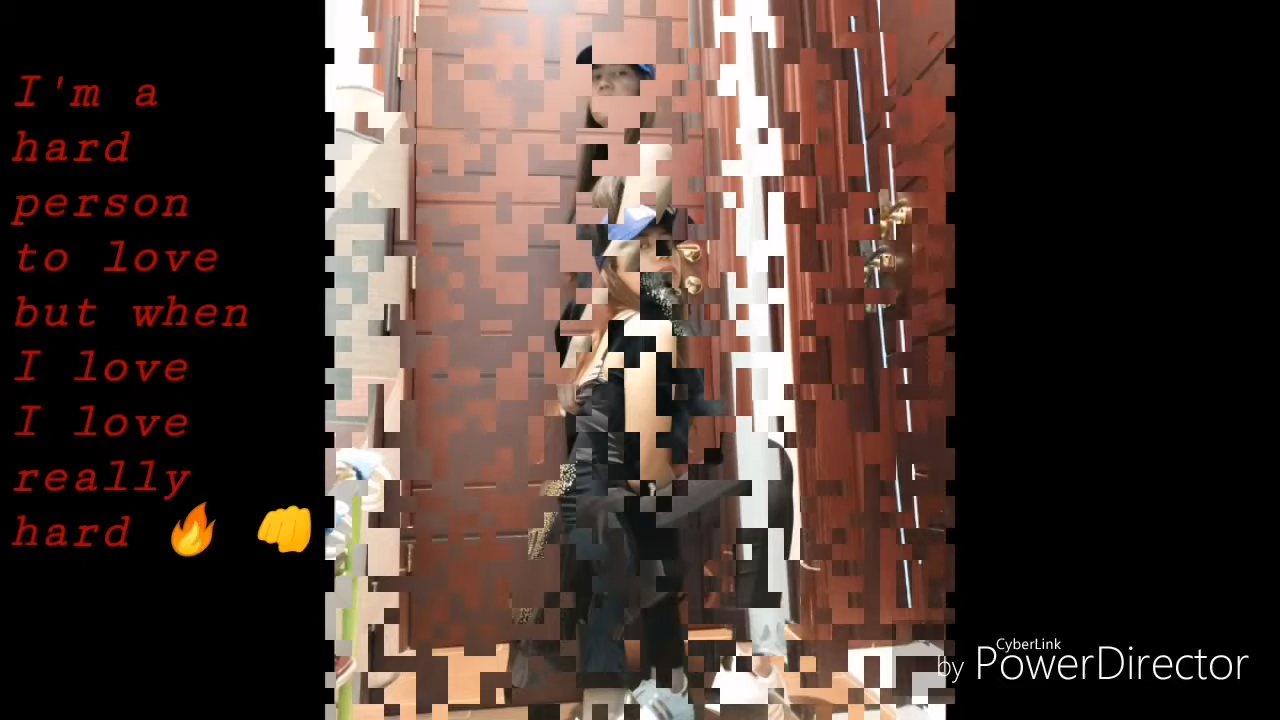 I'm a
hard
person
to love
but when
I love
I love
really
hard 🔥 👊
CyberLink
by PowerDirector